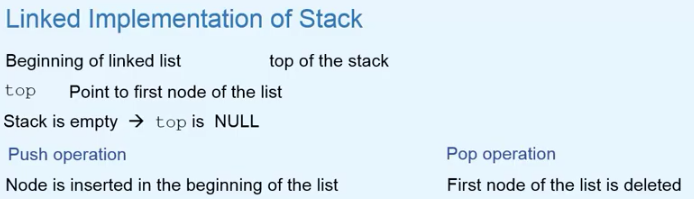 Linked Implementation of Stack
Beginning of linked list top of the stack
top Point to first node of the list
Stack is empty → top is NULL
Push operation Pop operation
Node is inserted in the beginning of the list First node of the list is deleted